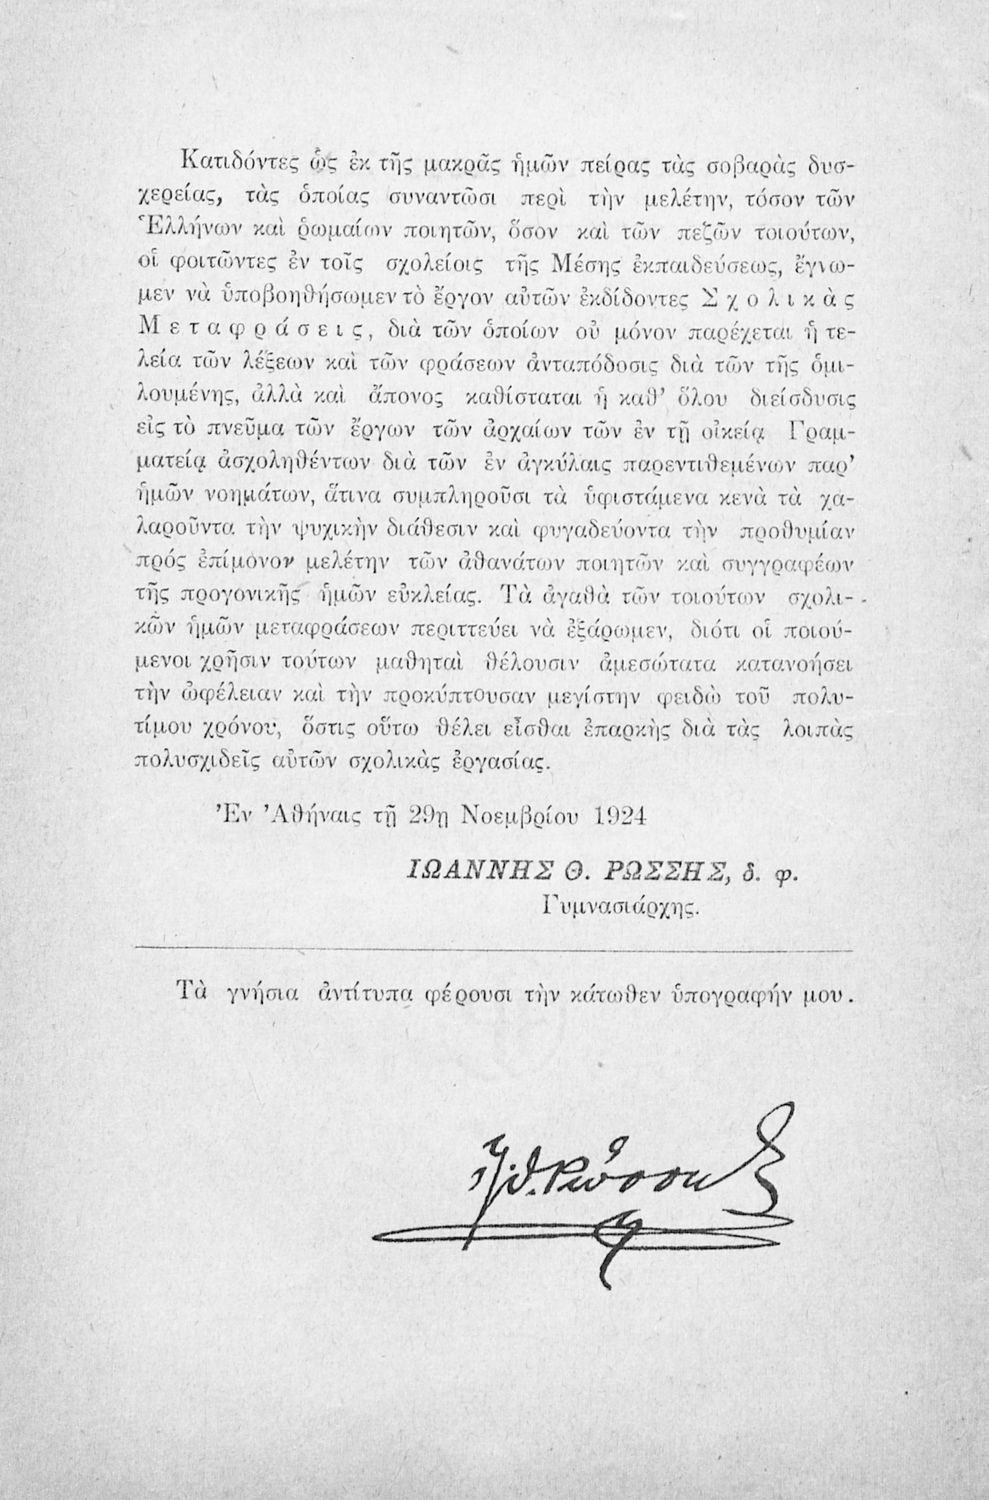 Κατιδόντες ὡς ἐκ τῆς μακρᾶς ἡμῶν πείρας τὰς σοβαρὰς δυσ-
χερείας, τὰς ὁποίας συναντῶσι περὶ τὴν μελέτην, τόσον τῶν
Ἑλλήνων καὶ ῥωμαίων ποιητῶν, ὅσον καὶ τῶν πεζῶν τοιούτων,
οἱ φοιτῶντες ἐν τοῖς σχολείοις τῆς Μέσης ἐκπαιδεύσεως, ἔγνω-
μεν νὰ ὑποβοηθήσωμεν τὸ ἔργον αὐτῶν ἐκδίδοντες Σχολικὰς
Μεταφράσεις, διὰ τῶν ὁποίων οὐ μόνον παρέχεται ἡ τε-
λεία τῶν λέξεων καὶ τῶν φράσεων ἀνταπόδοσις διὰ τῶν τῆς ὁμι-
λουμένης, ἀλλὰ καὶ ἄπονος καθίσταται ἡ καθ’ ὅλου διείσδυσις
εἰς τὸ πνεῦμα τῶν ἔργων τῶν ἀρχαίων τῶν ἐν τῇ οἰκείᾳ Γραμ-
ματείᾳ ἀσχοληθέντων διὰ τῶν ἐν ἀγκύλαις παρεντιθεμένων παρ’
ἡμῶν νοημάτων, ἅτινα συμπληροῦσι τὰ ὑφιστάμενα κενὰ τὰ χα-
λαροῦντα τὴν ψυχικὴν διάθεσιν καὶ φυγαδεύοντα τὴν προθυμίαν
πρός ἐπίμονον μελέτην τῶν ἀθανάτων ποιητῶν καὶ συγγραφέων
τῆς προγονικῆς ἡμῶν εὐκλείας. Τὰ ἀγαθὰ τῶν τοιούτων σχολι-
κῶν ἡμῶν μεταφράσεων περιττεύει νὰ ἐξάρωμεν, διότι οἱ ποιού-
μενοι χρῆσιν τούτων μαθηταὶ θέλουσιν ἀμεσώτατα κατανοήσει
τὴν ὠφέλειαν καὶ τὴν προκύπτουσαν μεγίστην φειδὼ τοῦ πολυ-
τίμου χρόνου, ὅστις οὕτω θέλει εἶσθαι ἐπαρκὴς διὰ τὰς λοιπὰς
πολυσχιδεῖς αὐτῶν σχολικὰς ἐργασίας.
Ἐν Ἀθήναις τῇ 29ῃ Νοεμβρίου 1924
ΙΩΑΝΝΗΣ Θ. ΡΩΣΣΗΣ, δ. φ.
Γυμνασιάρχης.
Τὰ γνήσια ἀντίτυπα φέρουσι τὴν κάτωθεν ὑπογραφήν μου.
Ἰ. Θ. Ρώσσης